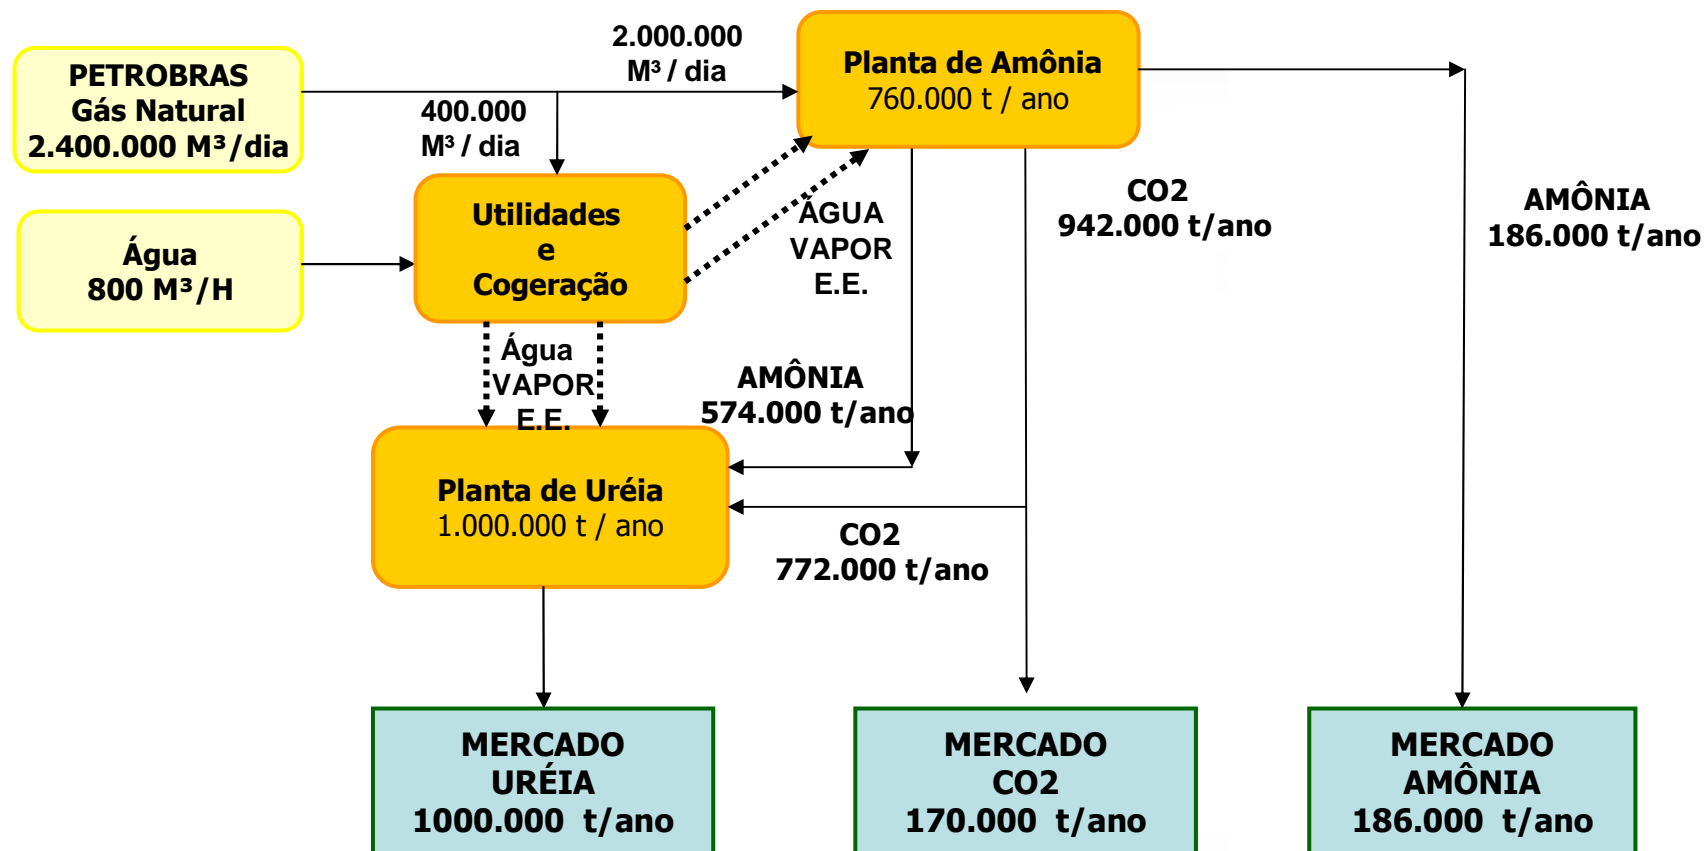 PETROBRAS
Gás Natural
2.400.000 M³/dia
2.000.000
M³ / dia
400.000
M³ / dia
Planta de Amônia
760.000 t / ano
Água
800 M³/H
Utilidades
e
Cogeração
ÁGUA
VAPOR
E.E.
CO2
942.000 t/ano
AMÔNIA
186.000 t/ano
Água
VAPOR
E.E.
AMÔNIA
574.000 t/ano
Planta de Uréia
1.000.000 t / ano
CO2
772.000 t/ano
MERCADO
URÉIA
1000.000 t/ano
MERCADO
CO2
170.000 t/ano
MERCADO
AMÔNIA
186.000 t/ano